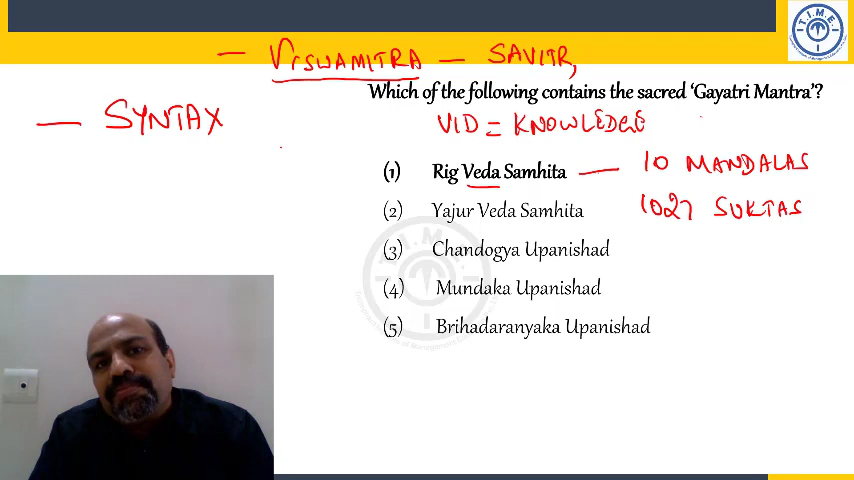 T.I.M.E.
— VISWAMITRA — SAVITR,
Which of the following contains the sacred 'Gayatri Mantra'?
— SYNTAX
VID = KNOWLEDGE
(1) Rig Veda Samhita — 10 MANDALAS
(2) Yajur Veda Samhita 1027 SUKTAS
(3) Chandogya Upanishad
(4) Mundaka Upanishad
(5) Brihadaranyaka Upanishad